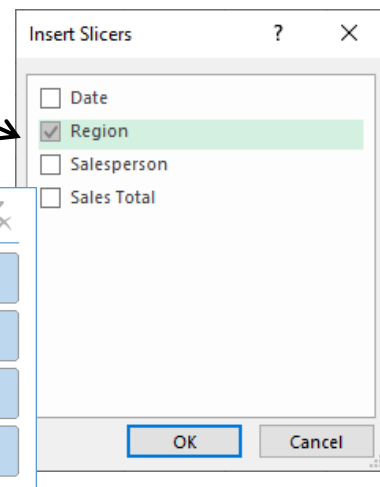 Insert Slicers ? ×
Date
Region
Salesperson
Sales Total
OK Cancel